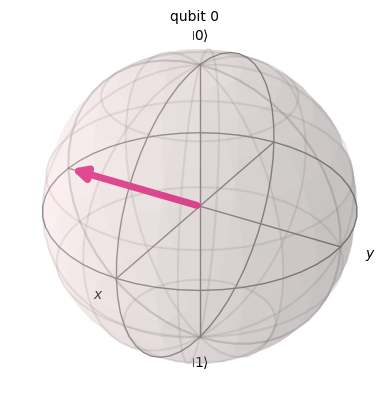 qubit 0
|0⟩
y
x
|1⟩